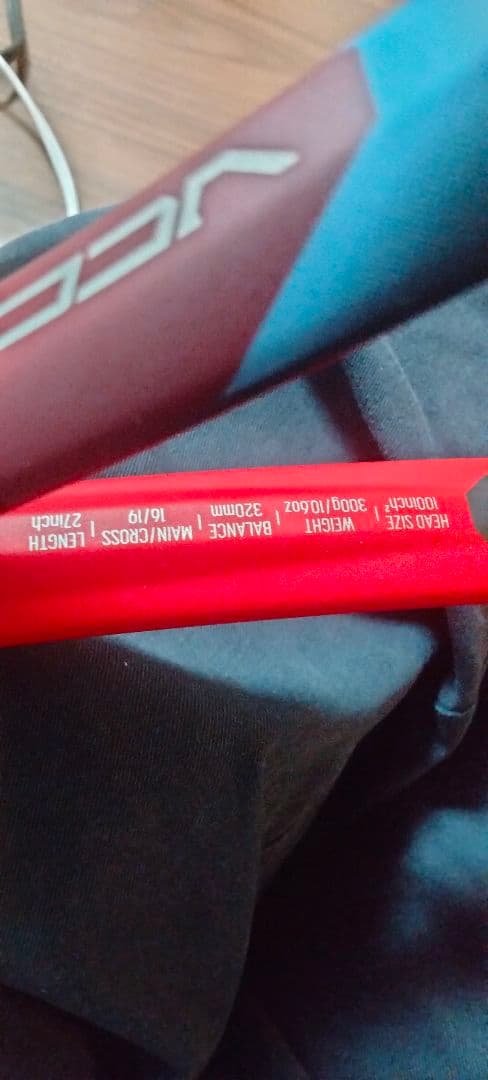 HEAD SIZE | WEIGHT | BALANCE | MAIN/CROSS | LENGTH
100inch² 300g/10.6oz 320mm 16/19 27inch